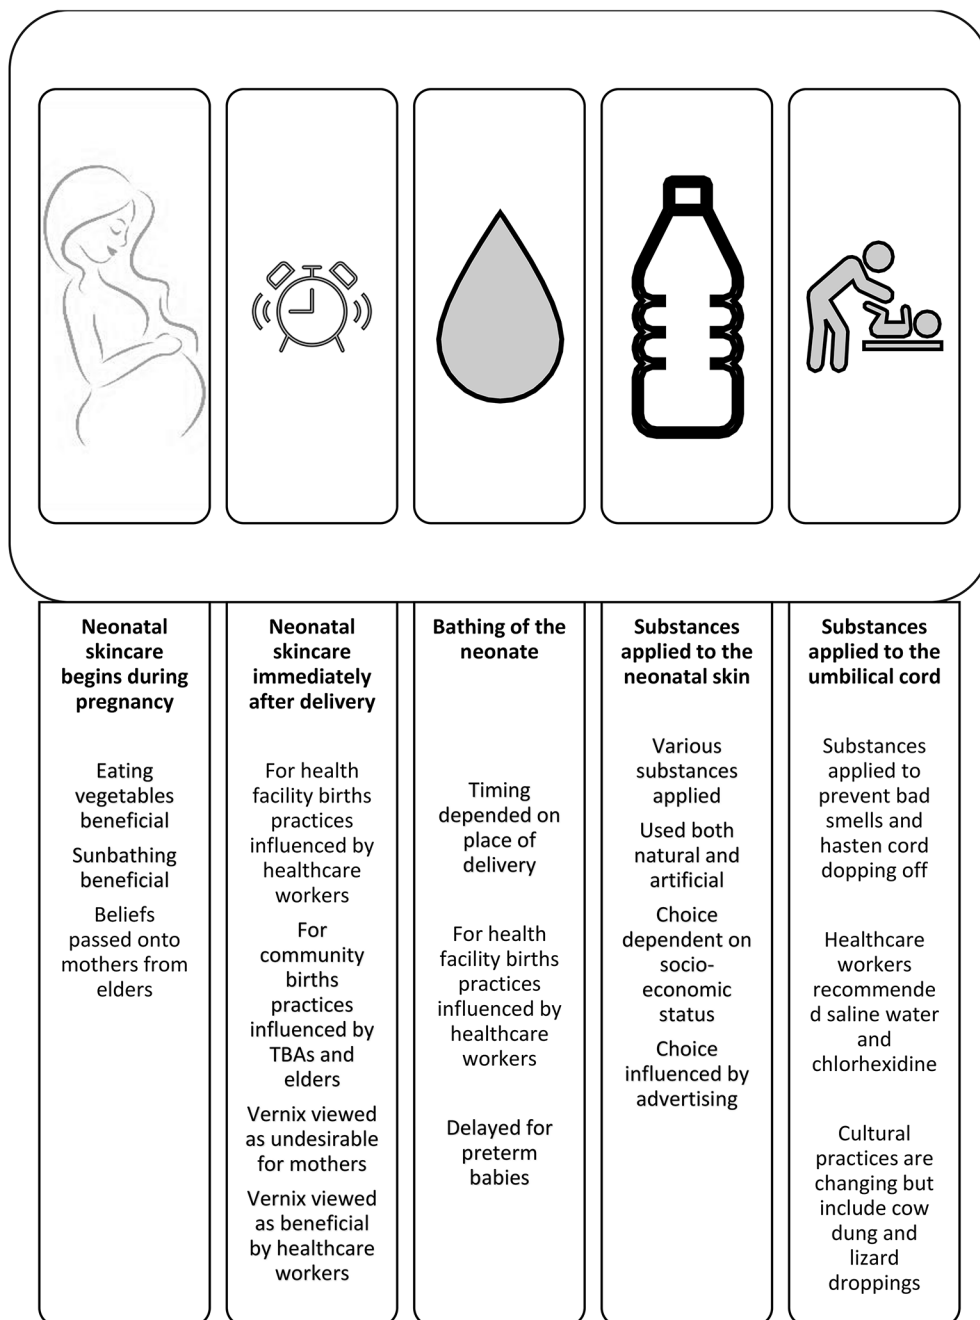 Neonatal
skincare
begins during
pregnancy
Eating
vegetables
beneficial
Sunbathing
beneficial
Beliefs
passed onto
mothers from
elders
Neonatal
skincare
immediately
after delivery
For health
facility births
practices
influenced by
healthcare
workers
For
community
births
practices
influenced by
TBAs and
elders
Vernix viewed
as undesirable
for mothers
Vernix viewed
as beneficial
by healthcare
workers
Bathing of the
neonate
Timing
depended on
place of
delivery
For health
facility births
practices
influenced by
healthcare
workers
Delayed for
preterm
babies
Substances
applied to the
neonatal skin
Various
substances
applied
Used both
natural and
artificial
Choice
dependent on
socio-
economic
status
Choice
influenced by
advertising
Substances
applied to the
umbilical cord
Substances
applied to
prevent bad
smells and
hasten cord
dopping off
Healthcare
workers
recommende
d saline water
and
chlorhexidine
Cultural
practices are
changing but
include cow
dung and
lizard
droppings